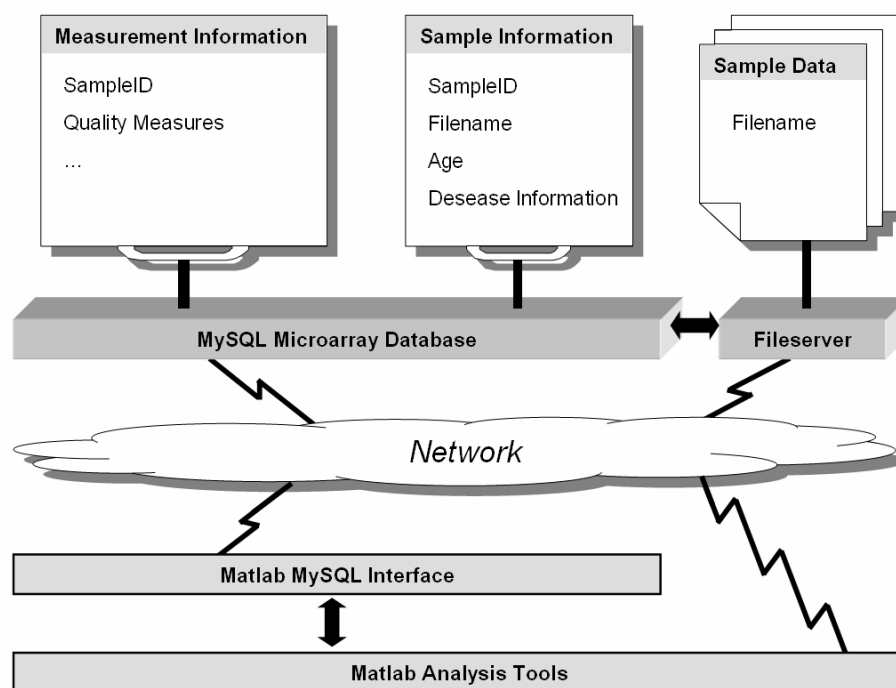 Measurement Information
SampleID
Quality Measures
...
Sample Information
SampleID
Filename
Age
Desease Information
Sample Data
Filename
MySQL Microarray Database
Fileserver
Network
Matlab MySQL Interface
Matlab Analysis Tools